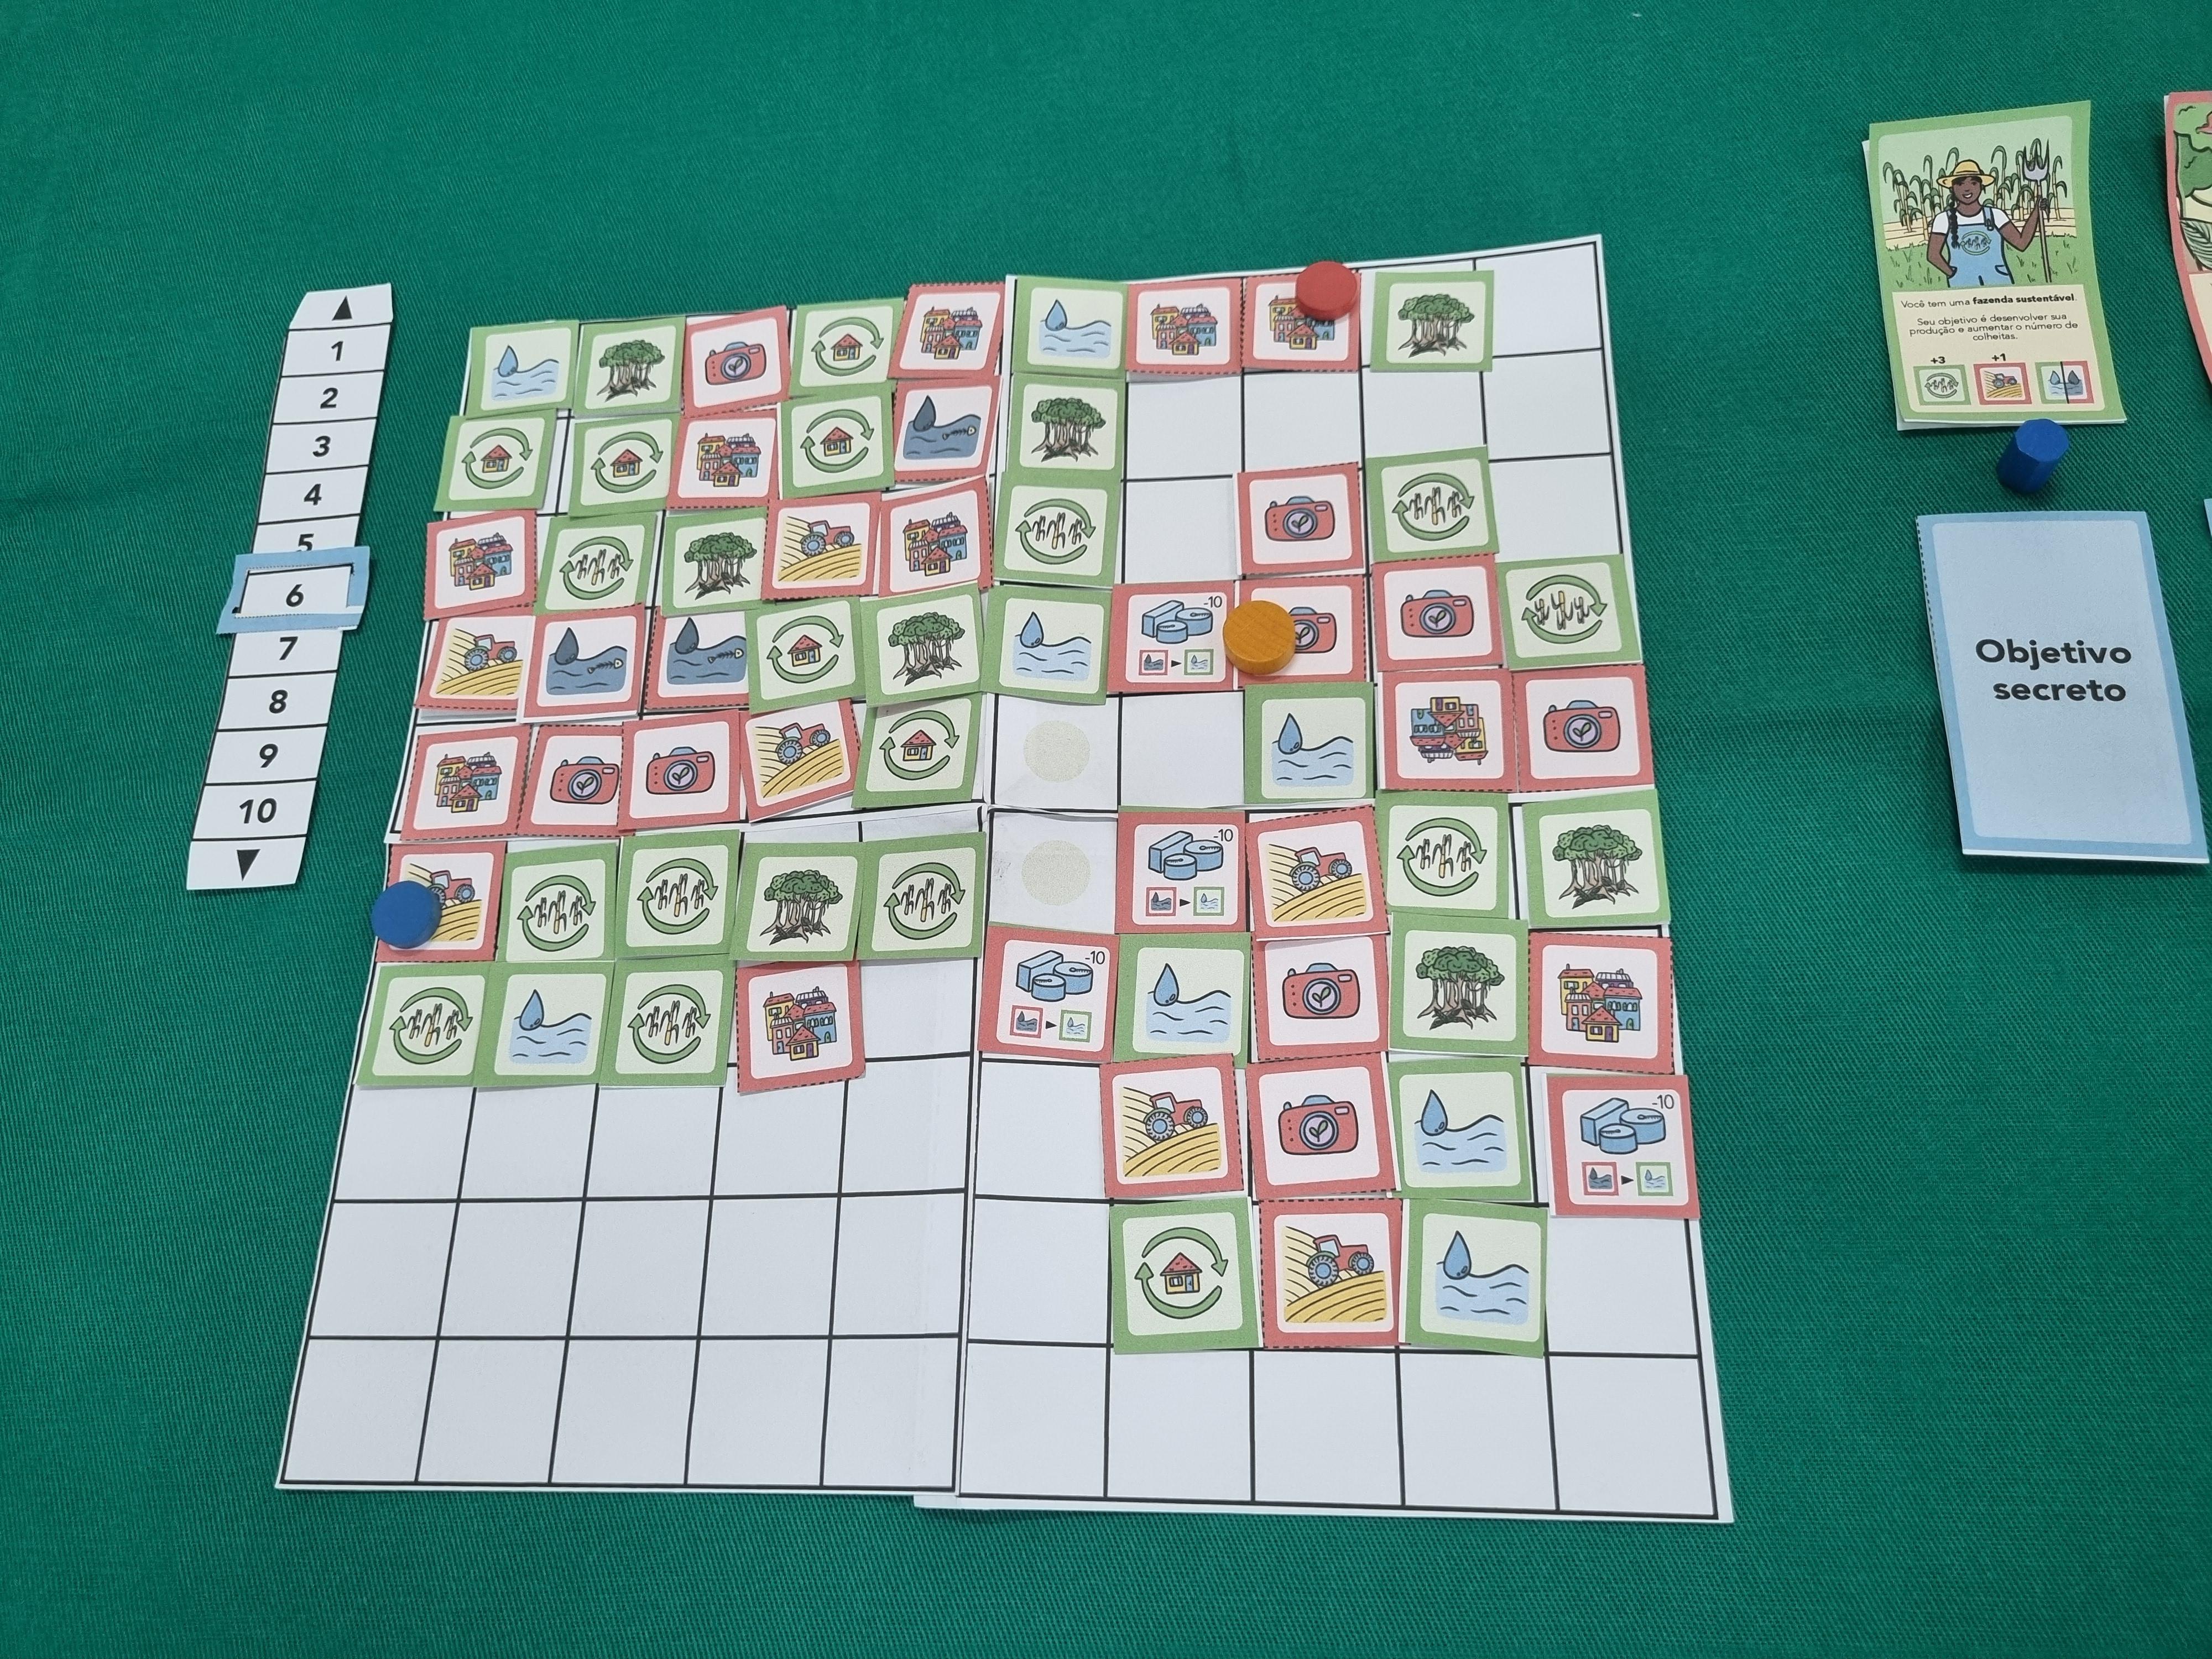 1
2
3
4
5
6
7
8
9
10
-10
-10
-10
-10
Você tem uma fazenda sustentável.
Seu objetivo é desenvolver sua
produção e aumentar o número de
colheitas.
+3
+1
Objetivo
secreto